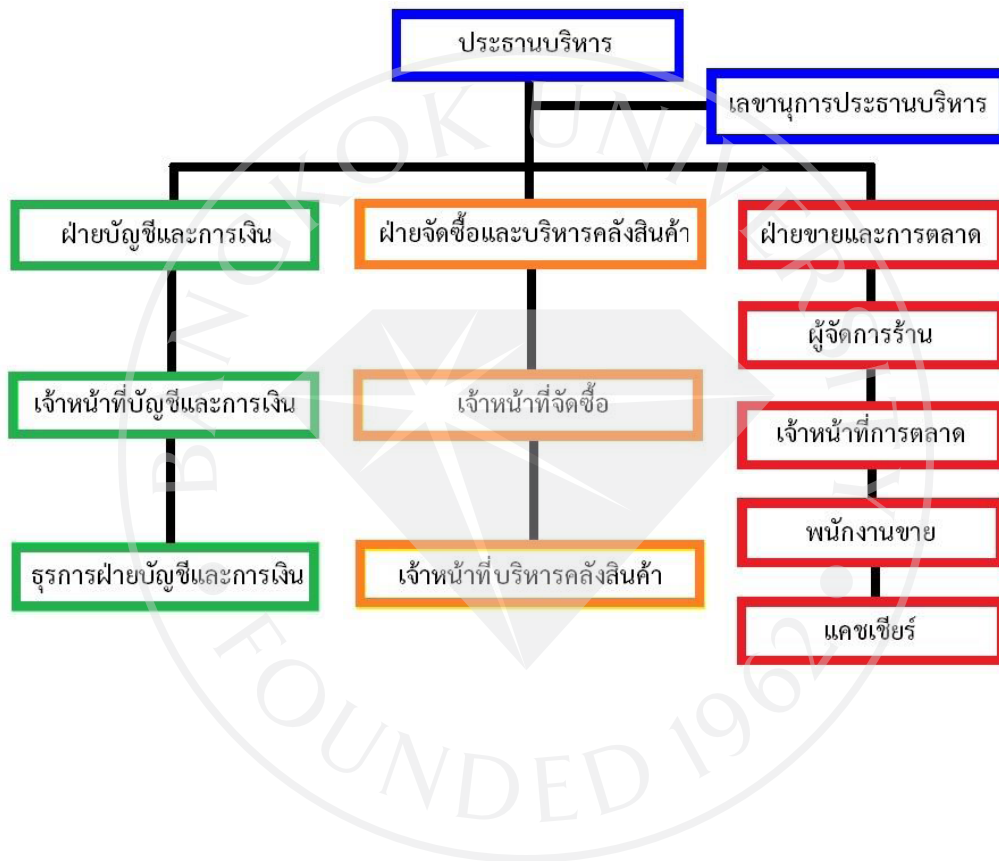 ประธานบริหาร
เลขานุการประธานบริหาร
ฝ่ายบัญชีและการเงิน
ฝ่ายจัดซื้อและบริหารคลังสินค้า
ฝ่ายขายและการตลาด
ผู้จัดการร้าน
เจ้าหน้าที่บัญชีและการเงิน
เจ้าหน้าที่จัดซื้อ
เจ้าหน้าที่การตลาด
พนักงานขาย
ธุรการฝ่ายบัญชีและการเงิน
เจ้าหน้าที่บริหารคลังสินค้า
แคชเชียร์
BANGKOK UNIVERSITY
FOUNDED 1962